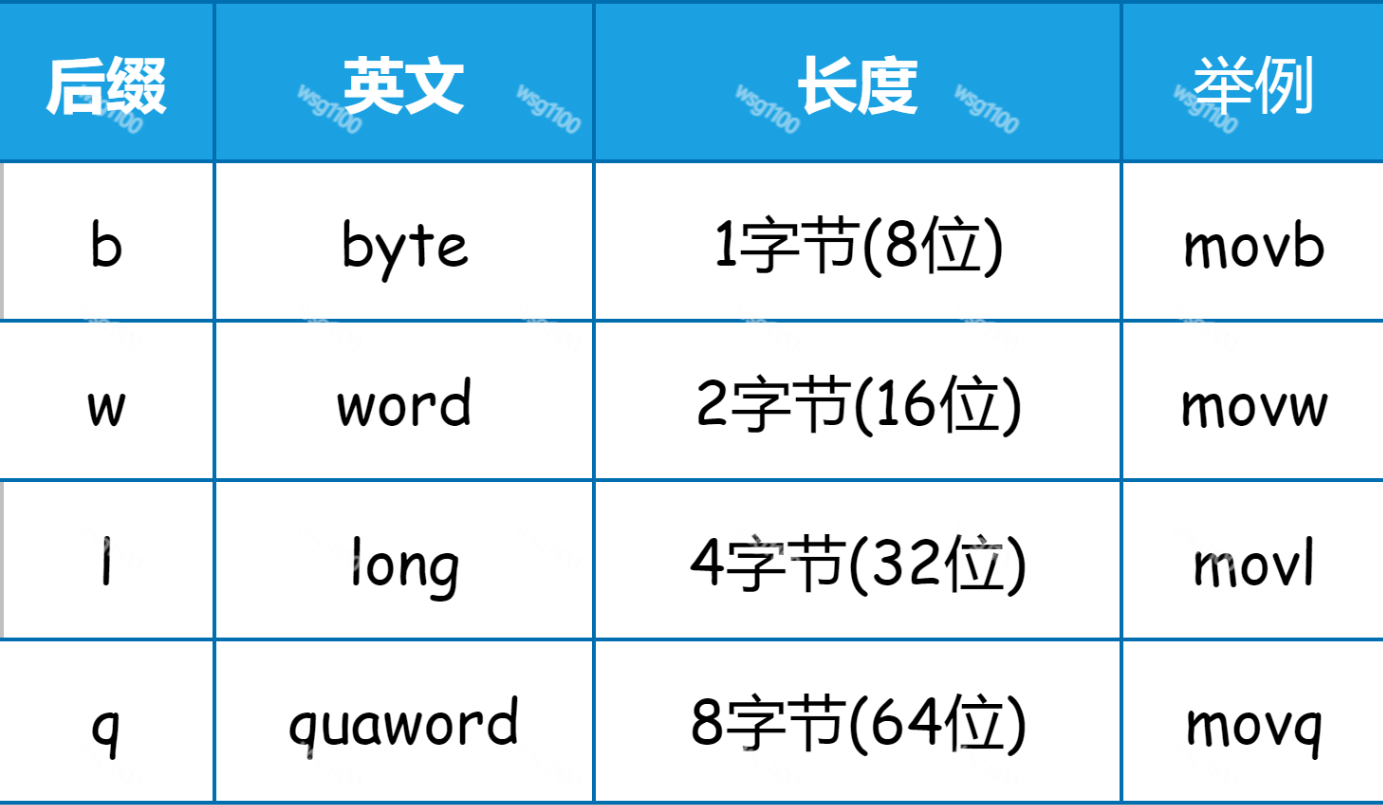 后缀 英文 长度 举例
b byte 1字节(8位) movb
w word 2字节(16位) movw
l long 4字节(32位) movl
q quaword 8字节(64位) movq
wsg1100 wsg1100 wsg1100 wsg1100 wsg1100 wsg1100